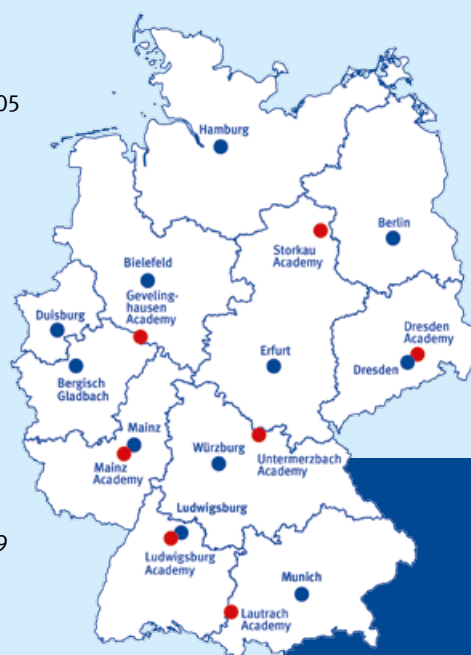 05
Hamburg
Berlin
Storkau
Academy
Bielefeld
Geveling-
hausen
Academy
Duisburg
Dresden
Academy
Erfurt
Dresden
Bergisch
Gladbach
Mainz
Würzburg
Mainz
Academy
Untermerzbach
Academy
Ludwigsburg
9
Ludwigsburg
Academy
Munich
Lautrach
Academy